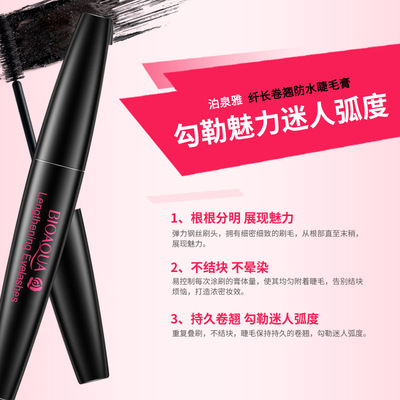 泊泉雅 纤长卷翘防水睫毛膏
勾勒魅力迷人弧度
1、根根分明 展现魅力
弹力钢丝刷头，拥有细密细致的刷毛，从根部直至末稍，
展现魅力。
2、不结块 不晕染
易控制每次涂刷的膏体量，使其均匀附着睫毛，告别结块
烦恼，打造浓密妆效。
3、持久卷翘 勾勒迷人弧度
重复叠刷，不结块，睫毛保持持久的卷翘，勾勒迷人弧度。
BIOAQUA
Lengthening Eyelashes